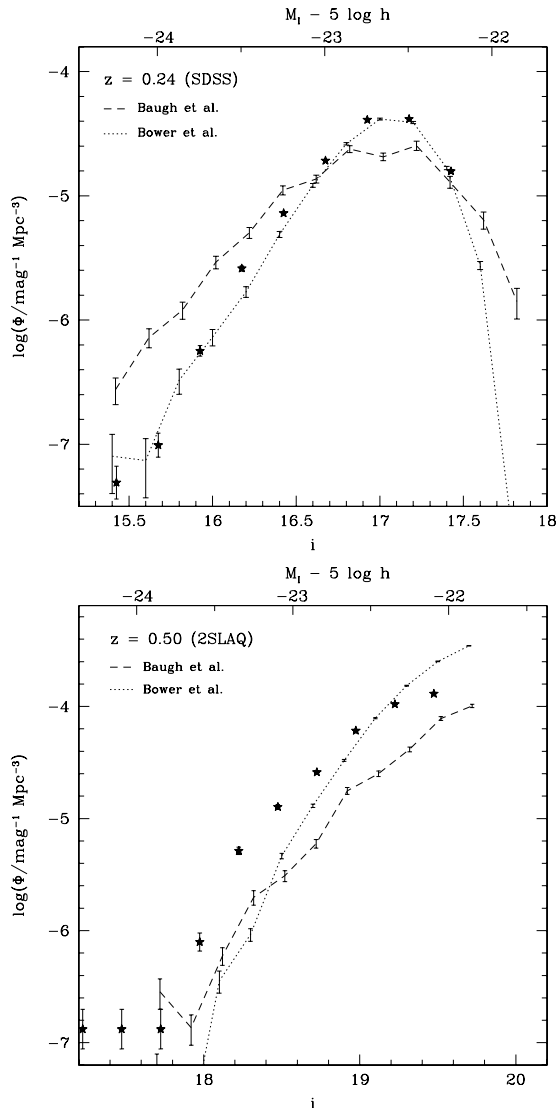 M_I − 5 log h
−24 −23 −22
z = 0.24 (SDSS)
Baugh et al.
Bower et al.
−4
−5
−6
−7
log(Φ/mag⁻¹ Mpc⁻³)
15.5 16 16.5 17 17.5 18
i
M_I − 5 log h
−24 −23 −22
z = 0.50 (2SLAQ)
Baugh et al.
Bower et al.
−4
−5
−6
−7
log(Φ/mag⁻¹ Mpc⁻³)
18 19 20
i